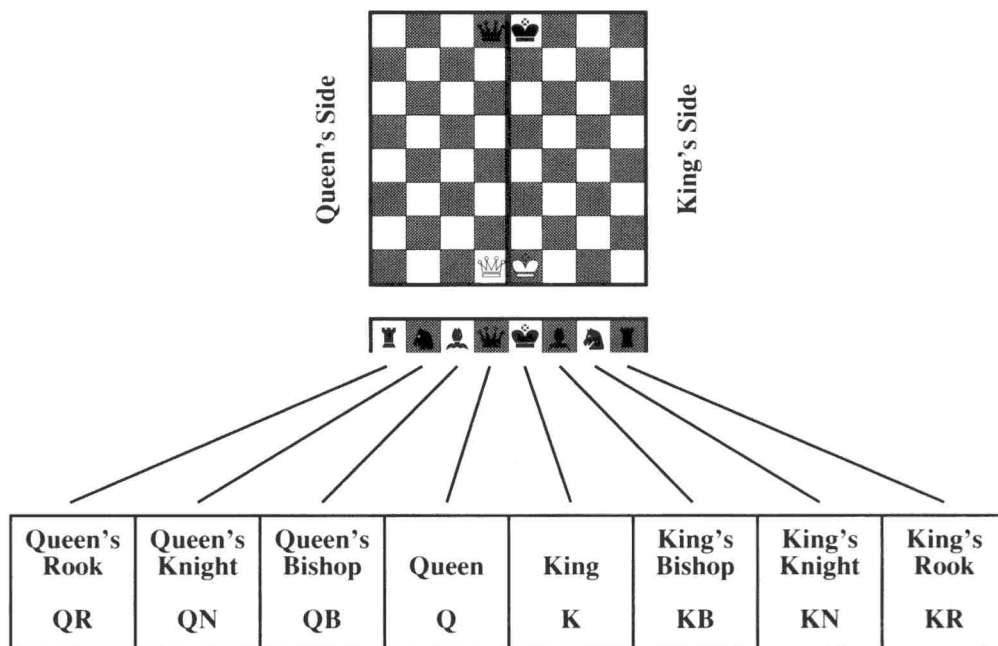 Queen's Side
King's Side
Queen's
Rook
QR
Queen's
Knight
QN
Queen's
Bishop
QB
Queen
Q
King
K
King's
Bishop
KB
King's
Knight
KN
King's
Rook
KR